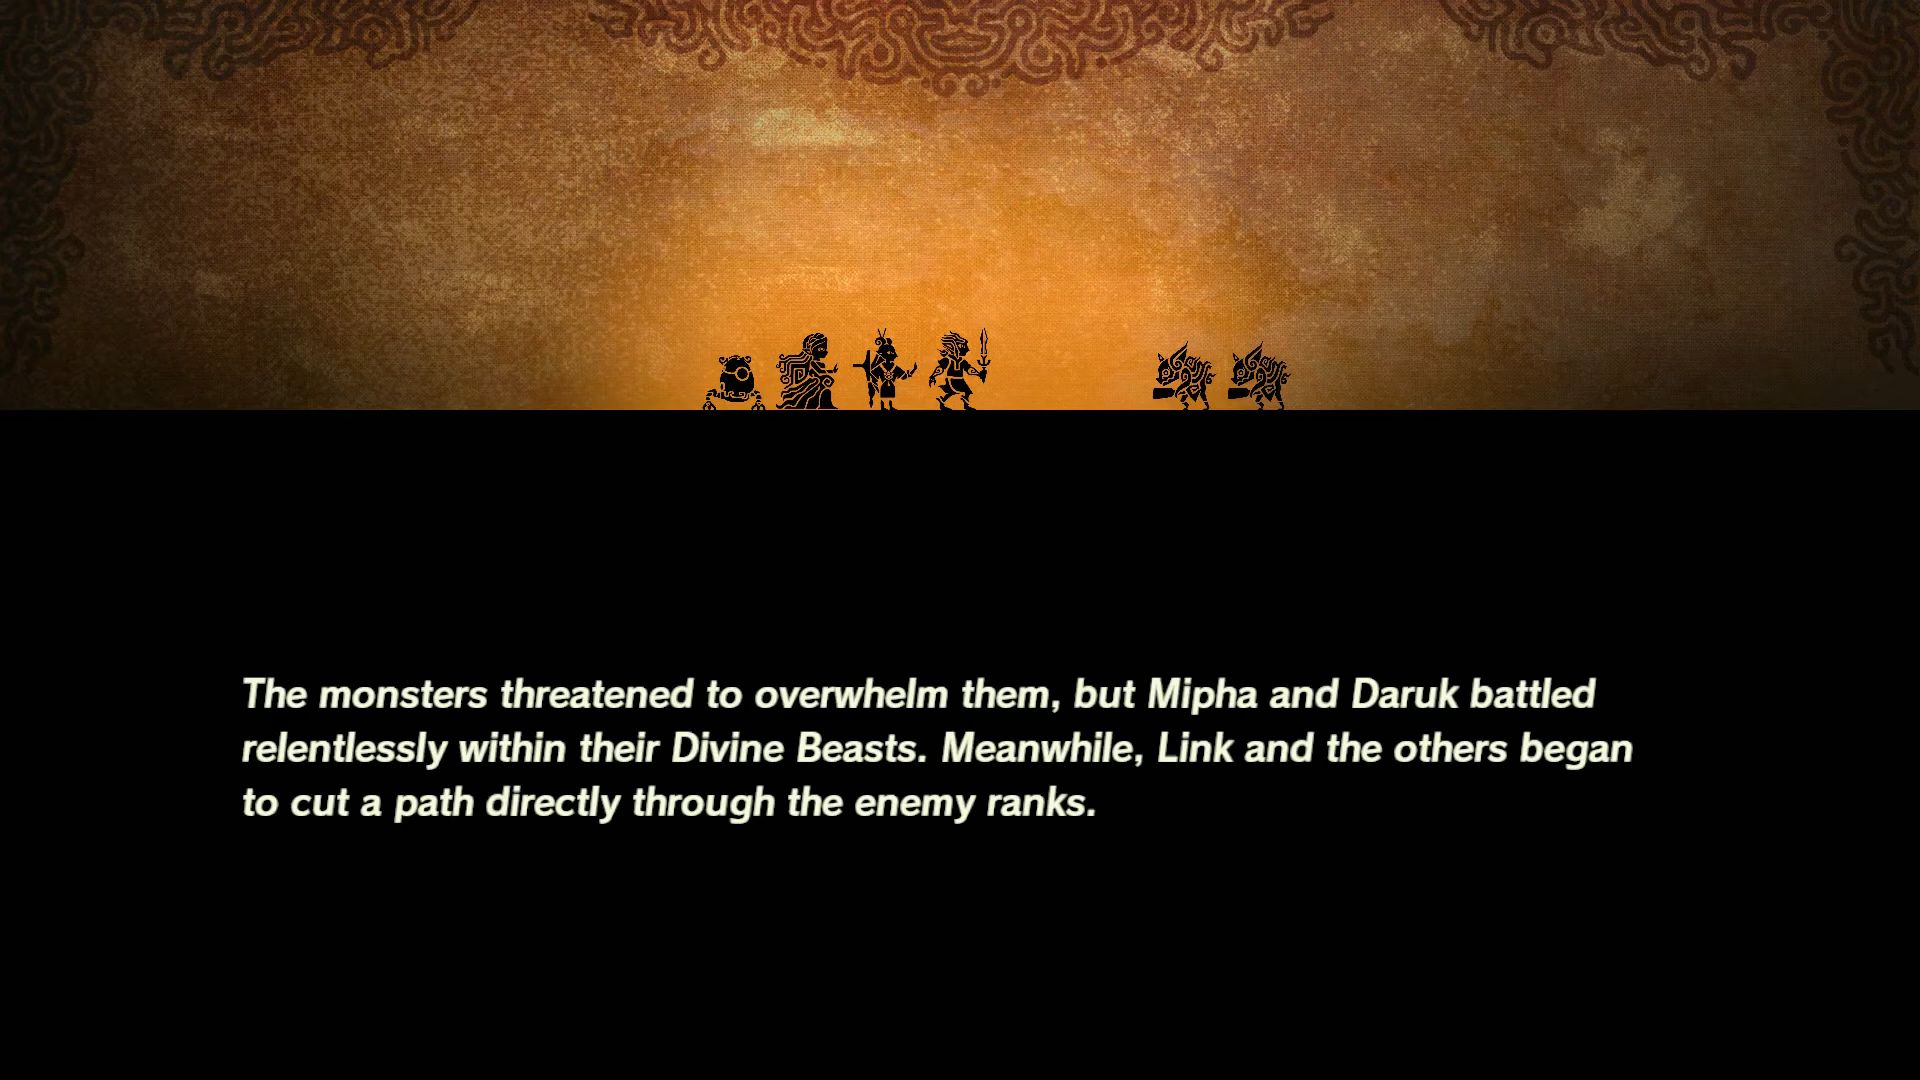 The monsters threatened to overwhelm them, but Mipha and Daruk battled
relentlessly within their Divine Beasts. Meanwhile, Link and the others began
to cut a path directly through the enemy ranks.